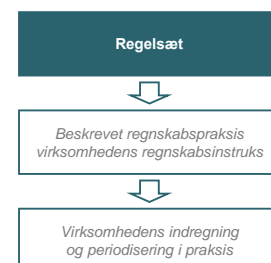 Regelsæt
Beskrevet regnskabspraksis
virksomhedens regnskabsinstruks
Virksomhedens indregning
og periodisering i praksis